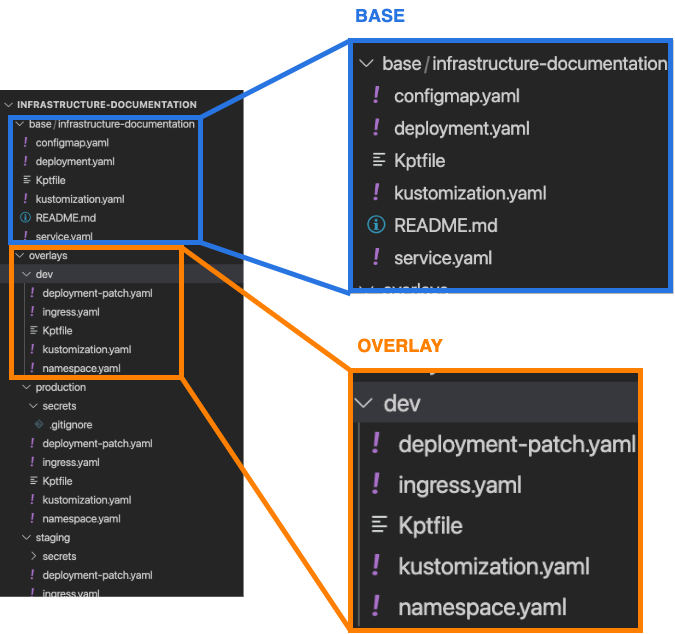 BASE
INFRASTRUCTURE-DOCUMENTATION
base/infrastructure-documentation
configmap.yaml
deployment.yaml
Kptfile
kustomization.yaml
README.md
service.yaml
overlays
dev
deployment-patch.yaml
ingress.yaml
Kptfile
kustomization.yaml
namespace.yaml
production
secrets
.gitignore
deployment-patch.yaml
ingress.yaml
Kptfile
kustomization.yaml
namespace.yaml
staging
secrets
deployment-patch.yaml
ingress.yaml
base/infrastructure-documentation
configmap.yaml
deployment.yaml
Kptfile
kustomization.yaml
README.md
service.yaml
overlays
OVERLAY
dev
deployment-patch.yaml
ingress.yaml
Kptfile
kustomization.yaml
namespace.yaml